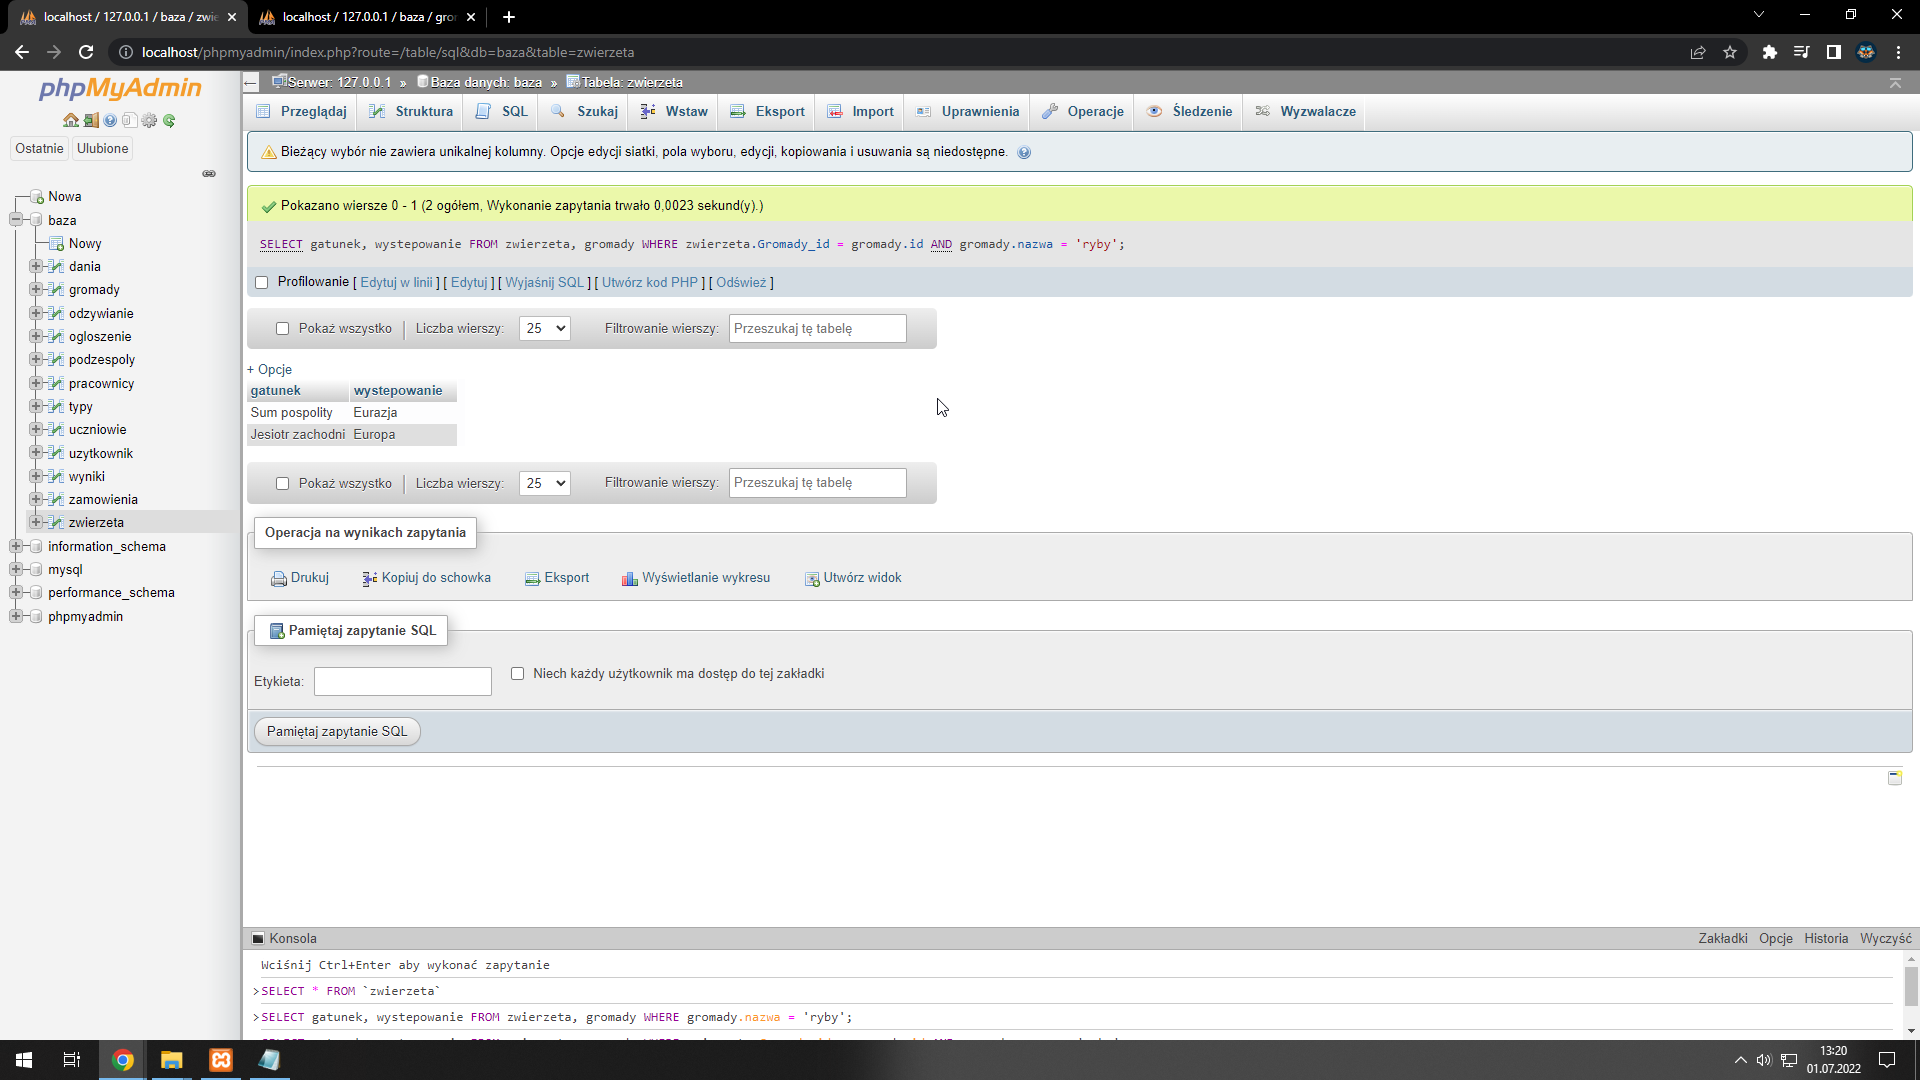 localhost / 127.0.0.1 / baza / zwie
localhost / 127.0.0.1 / baza / gro
localhost/phpmyadmin/index.php?route=/table/sql&db=baza&table=zwierzeta
phpMyAdmin
Ostatnie Ulubione
Nowa
baza
Nowy
dania
gromady
odzywianie
ogloszenie
podzespoly
pracownicy
typy
uczniowie
uzytkownik
wyniki
zamowienia
zwierzeta
information_schema
mysql
performance_schema
phpmyadmin
Serwer: 127.0.0.1 » Baza danych: baza » Tabela: zwierzeta
Przeglądaj Struktura SQL Szukaj Wstaw Eksport Import Uprawnienia Operacje Śledzenie Wyzwalacze
Bieżący wybór nie zawiera unikalnej kolumny. Opcje edycji siatki, pola wyboru, edycji, kopiowania i usuwania są niedostępne.
Pokazano wiersze 0 - 1 (2 ogółem, Wykonanie zapytania trwało 0,0023 sekund(y).)
SELECT gatunek, wystepowanie FROM zwierzeta, gromady WHERE zwierzeta.Gromady_id = gromady.id AND gromady.nazwa = 'ryby';
Profilowanie [ Edytuj w linii ] [ Edytuj ] [ Wyjaśnij SQL ] [ Utwórz kod PHP ] [ Odśwież ]
Pokaż wszystko | Liczba wierszy: 25 Filtrowanie wierszy: Przeszukaj tę tabelę
+ Opcje
gatunek wystepowanie
Sum pospolity Eurazja
Jesiotr zachodni Europa
Pokaż wszystko | Liczba wierszy: 25 Filtrowanie wierszy: Przeszukaj tę tabelę
Operacja na wynikach zapytania
Drukuj Kopiuj do schowka Eksport Wyświetlanie wykresu Utwórz widok
Pamiętaj zapytanie SQL
Etykieta: Niech każdy użytkownik ma dostęp do tej zakładki
Pamiętaj zapytanie SQL
Konsola Zakładki Opcje Historia Wyczyść
Wciśnij Ctrl+Enter aby wykonać zapytanie
>SELECT * FROM `zwierzeta`
>SELECT gatunek, wystepowanie FROM zwierzeta, gromady WHERE gromady.nazwa = 'ryby';
13:20
01.07.2022